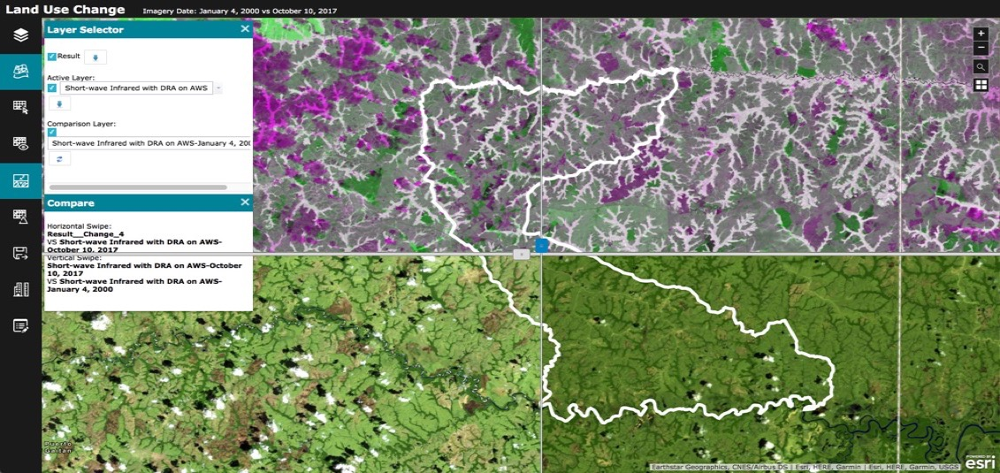 Land Use Change
Imagery Date: January 4, 2000 vs October 10, 2017
Layer Selector
Result
Active Layer:
Short-wave Infrared with DRA on AWS
Comparison Layer:
Short-wave Infrared with DRA on AWS-January 4, 200
Compare
Horizontal Swipe:
Result__Change_4
VS Short-wave Infrared with DRA on AWS-
October 10, 2017
Vertical Swipe:
Short-wave Infrared with DRA on AWS-October
10, 2017
VS Short-wave Infrared with DRA on AWS-
January 4, 2000
Puerto
Gaitán
Earthstar Geographics, CNES/Airbus DS | Esri, HERE, Garmin | Esri, HERE, Garmin, USGS
POWERED BY
esri